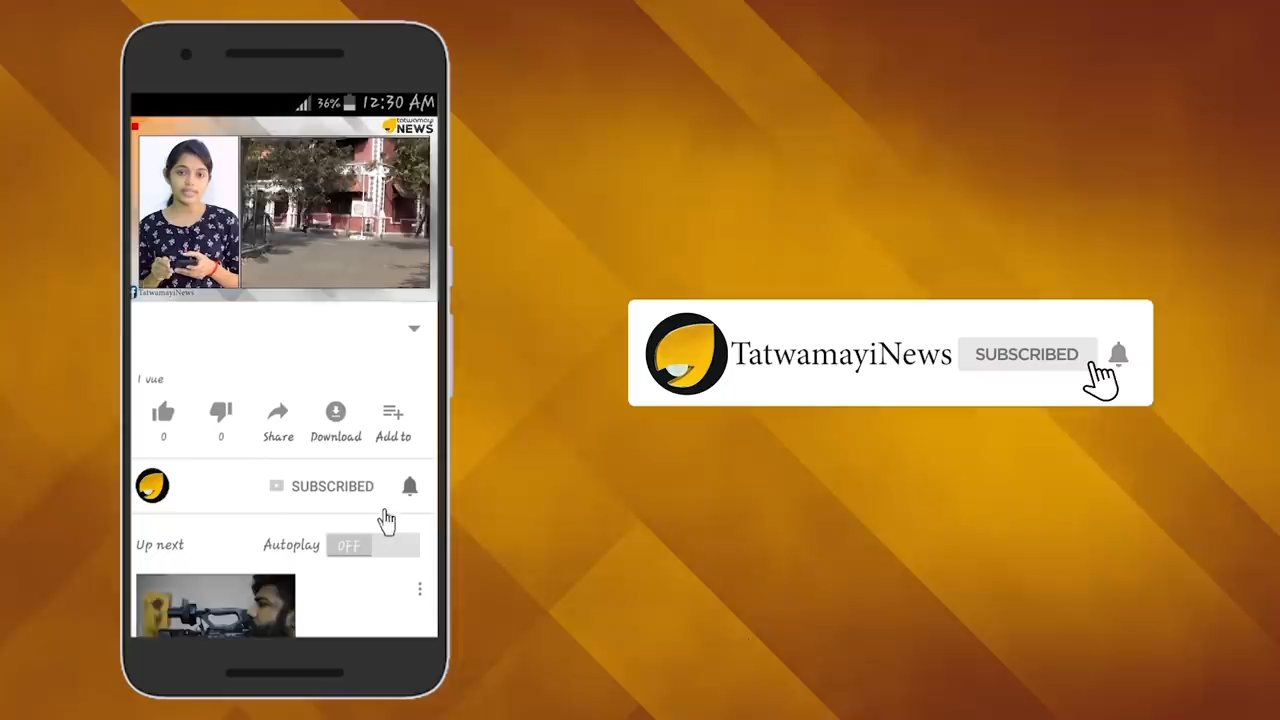 36% 12:30 AM
tatwamayi
NEWS
TatwamayiNews
1 vue
0 0 Share Download Add to
SUBSCRIBED
Up next Autoplay OFF
TatwamayiNews SUBSCRIBED